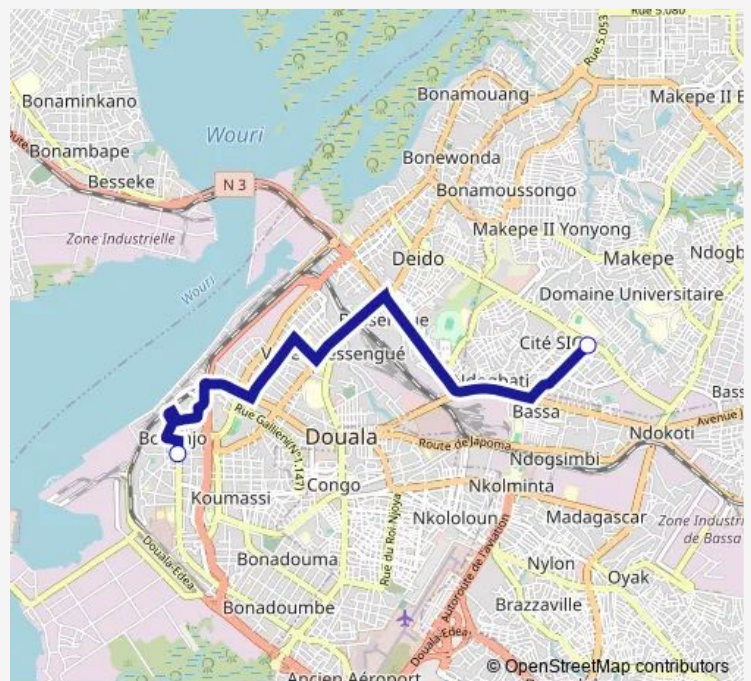 Rue 5.080
Rue 5.053
Bonaminkano
Bonamouang
Makepe II
Wouri
Bonambape
Bonewonda
Besseke
N 3
Bonamoussongo
Makepe II Yonyong
Zone Industrielle
Deido
Makepe
Ndogb
Wouri
Domaine Universitaire
Cité SIC
Bass
Bassa
Rue Gallieni(N°1.147)
Avenue J
Douala
Route de Japoma
Ndokoti
Ndogsimbi
Koumassi
Congo
Nkolminta
Rue du Roi Njoya
Nkololoun
Madagascar
Zone Industri
de Bassa
Douala-Edea
Bonadouma
Autoroute de l'aviation
Nylon
Oyak
Bonadoumbe
Brazzaville
Douala-Edea
Ancien Aéroport
© OpenStreetMap contributors